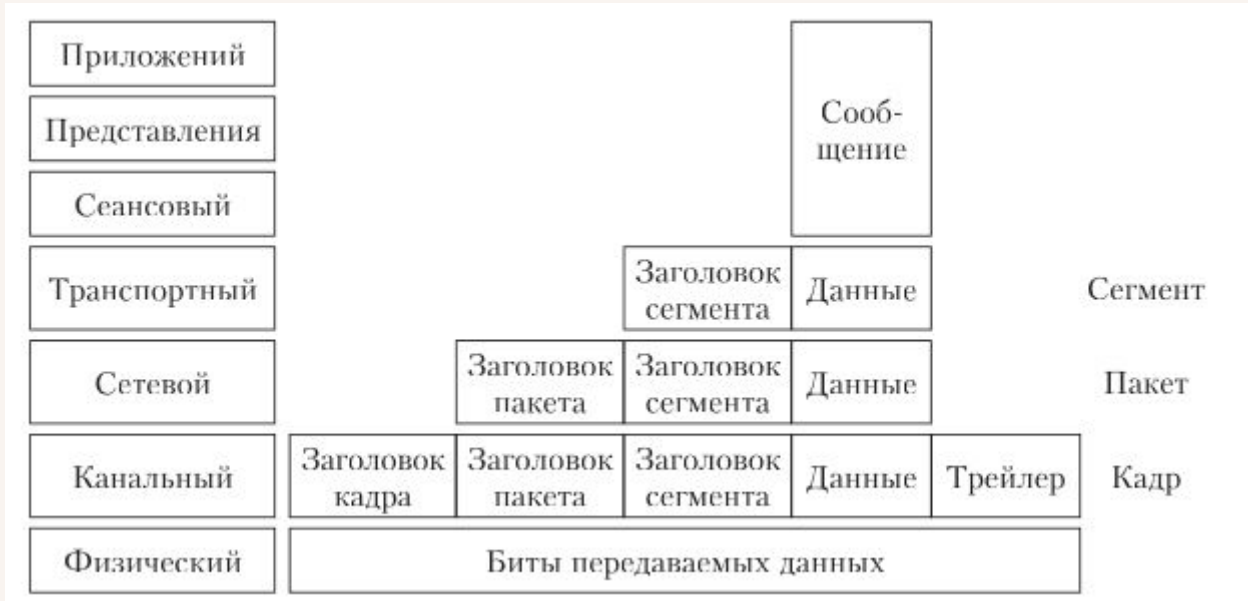 Приложений
Представления
Сеансовый
Сооб-
щение
Транспортный
Заголовок
сегмента
Данные
Сегмент
Сетевой
Заголовок
пакета
Заголовок
сегмента
Данные
Пакет
Канальный
Заголовок
кадра
Заголовок
пакета
Заголовок
сегмента
Данные
Трейлер
Кадр
Физический
Биты передаваемых данных